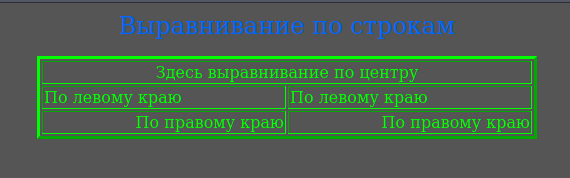 Выравнивание по строкам
Здесь выравнивание по центру
По левому краю По левому краю
По правому краю По правому краю